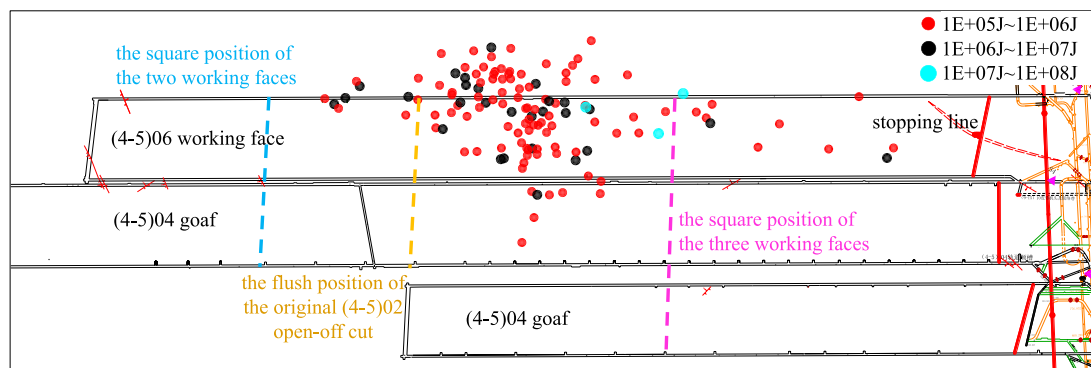 1E+05J~1E+06J
1E+06J~1E+07J
1E+07J~1E+08J
the square position of
the two working faces
(4-5)06 working face
stopping line
(4-5)04 goaf
the square position of
the three working faces
the flush position of
the original (4-5)02
open-off cut
(4-5)04 goaf